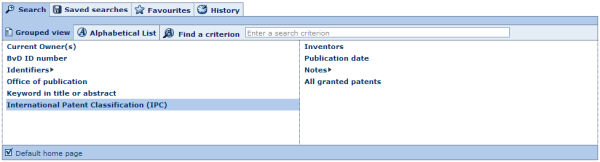 Search Saved searches Favourites History
Grouped view Alphabetical List Find a criterion Enter a search criterion
Current Owner(s)
BvD ID number
Identifiers
Office of publication
Keyword in title or abstract
International Patent Classification (IPC)
Inventors
Publication date
Notes
All granted patents
Default home page